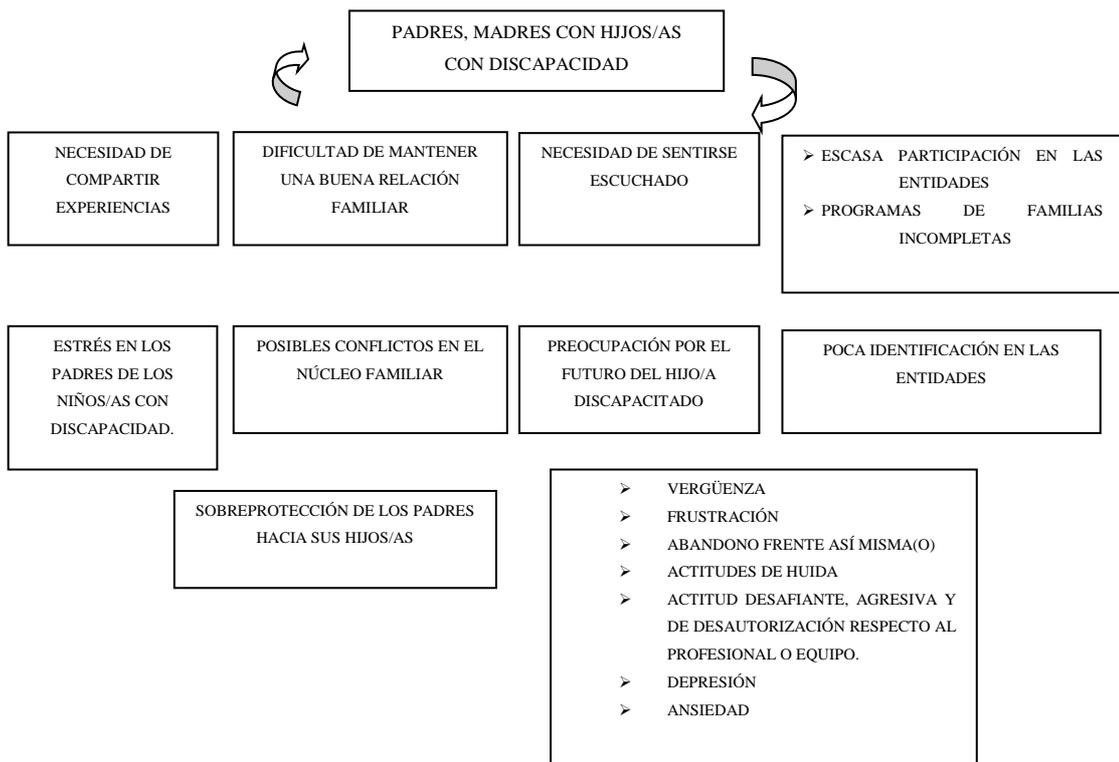 PADRES, MADRES CON HIJOS/AS
CON DISCAPACIDAD
NECESIDAD DE
COMPARTIR
EXPERIENCIAS
DIFICULTAD DE MANTENER
UNA BUENA RELACIÓN
FAMILIAR
NECESIDAD DE SENTIRSE
ESCUCHADO
➢ ESCASA PARTICIPACIÓN EN LAS
ENTIDADES
➢ PROGRAMAS DE FAMILIAS
INCOMPLETAS
ESTRÉS EN LOS
PADRES DE LOS
NIÑOS/AS CON
DISCAPACIDAD.
POSIBLES CONFLICTOS EN EL
NÚCLEO FAMILIAR
PREOCUPACIÓN POR EL
FUTURO DEL HIJO/A
DISCAPACITADO
POCA IDENTIFICACIÓN EN LAS
ENTIDADES
SOBREPROTECCIÓN DE LOS PADRES
HACIA SUS HIJOS/AS
➢ VERGÜENZA
➢ FRUSTRACIÓN
➢ ABANDONO FRENTE ASÍ MISMA(O)
➢ ACTITUDES DE HUIDA
➢ ACTITUD DESAFIANTE, AGRESIVA Y
DE DESAUTORIZACIÓN RESPECTO AL
PROFESIONAL O EQUIPO.
➢ DEPRESIÓN
➢ ANSIEDAD